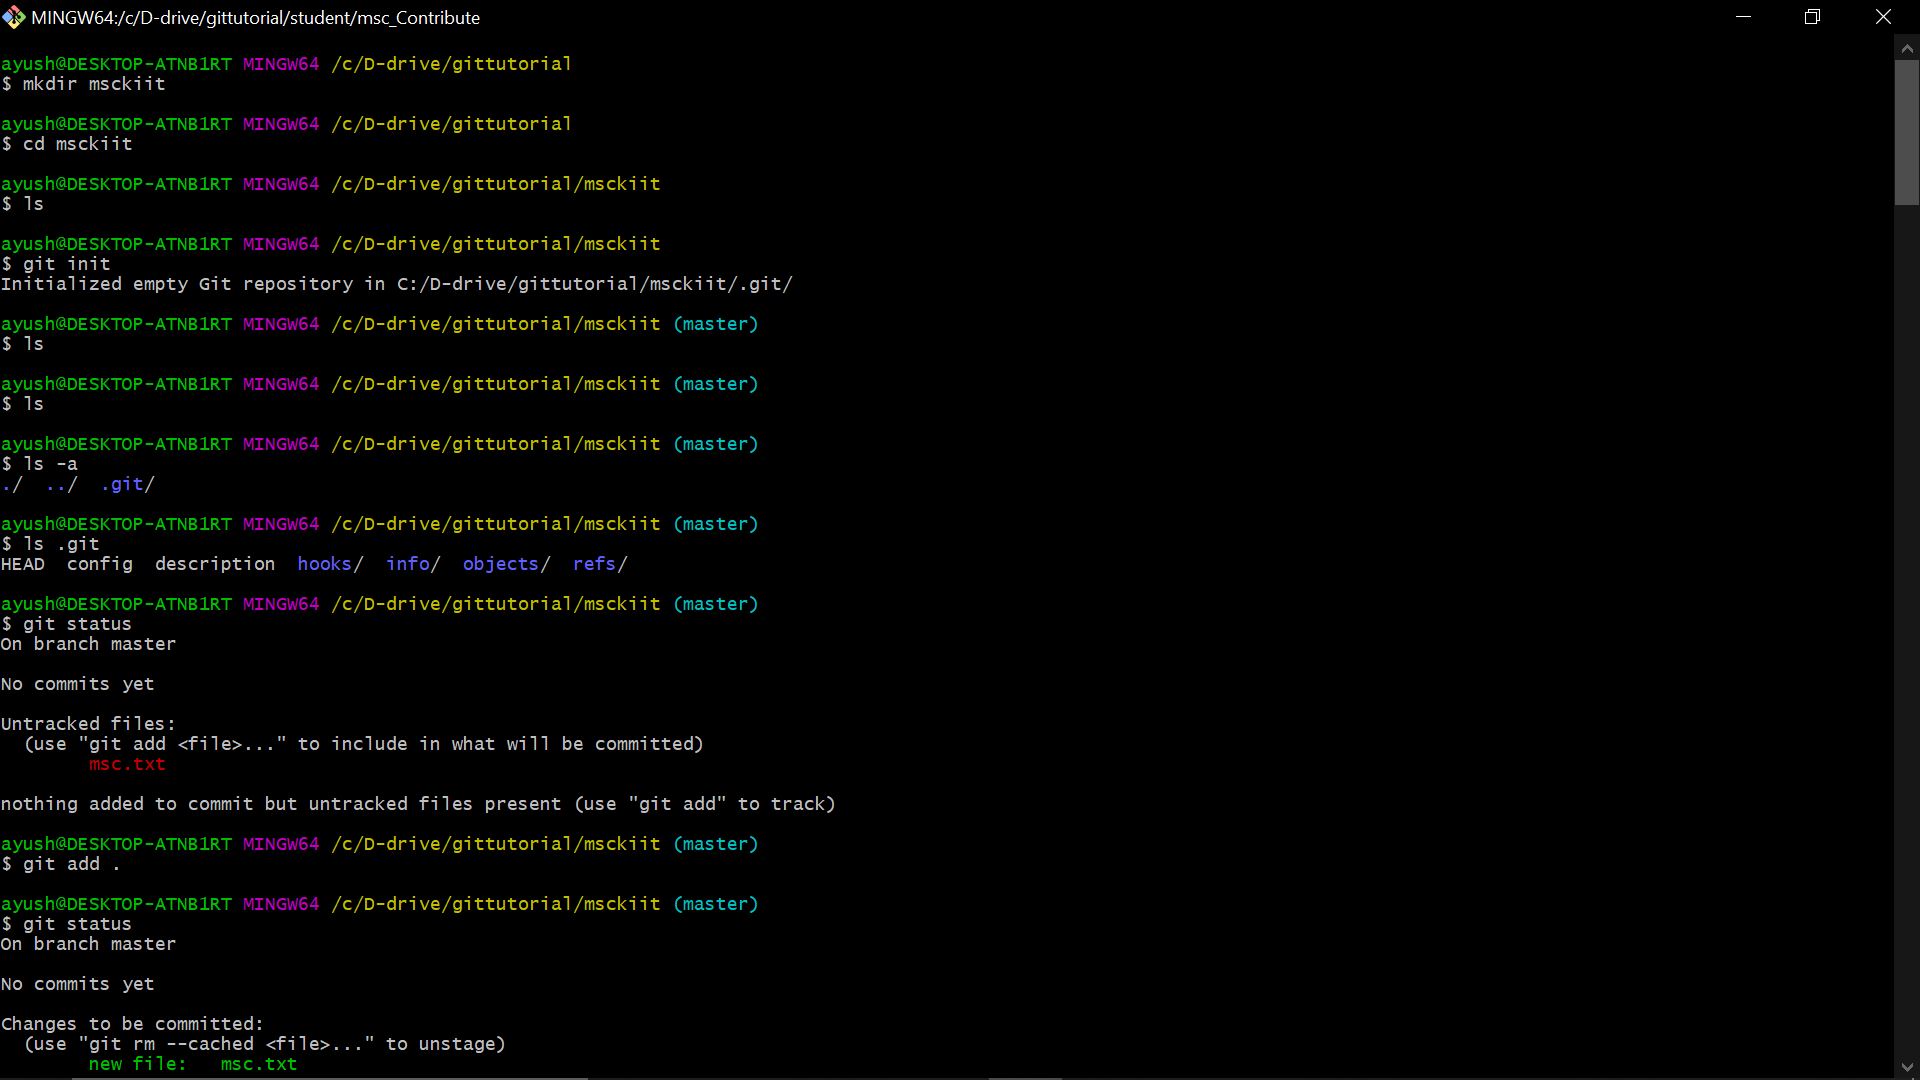 MINGW64:/c/D-drive/gittutorial/student/msc_Contribute
ayush@DESKTOP-ATNB1RT MINGW64 /c/D-drive/gittutorial
$ mkdir msckiit
ayush@DESKTOP-ATNB1RT MINGW64 /c/D-drive/gittutorial
$ cd msckiit
ayush@DESKTOP-ATNB1RT MINGW64 /c/D-drive/gittutorial/msckiit
$ ls
ayush@DESKTOP-ATNB1RT MINGW64 /c/D-drive/gittutorial/msckiit
$ git init
Initialized empty Git repository in C:/D-drive/gittutorial/msckiit/.git/
ayush@DESKTOP-ATNB1RT MINGW64 /c/D-drive/gittutorial/msckiit (master)
$ ls
ayush@DESKTOP-ATNB1RT MINGW64 /c/D-drive/gittutorial/msckiit (master)
$ ls
ayush@DESKTOP-ATNB1RT MINGW64 /c/D-drive/gittutorial/msckiit (master)
$ ls -a
./  ../  .git/
ayush@DESKTOP-ATNB1RT MINGW64 /c/D-drive/gittutorial/msckiit (master)
$ ls .git
HEAD  config  description  hooks/  info/  objects/  refs/
ayush@DESKTOP-ATNB1RT MINGW64 /c/D-drive/gittutorial/msckiit (master)
$ git status
On branch master
No commits yet
Untracked files:
  (use "git add <file>..." to include in what will be committed)
        msc.txt
nothing added to commit but untracked files present (use "git add" to track)
ayush@DESKTOP-ATNB1RT MINGW64 /c/D-drive/gittutorial/msckiit (master)
$ git add .
ayush@DESKTOP-ATNB1RT MINGW64 /c/D-drive/gittutorial/msckiit (master)
$ git status
On branch master
No commits yet
Changes to be committed:
  (use "git rm --cached <file>..." to unstage)
        new file:   msc.txt